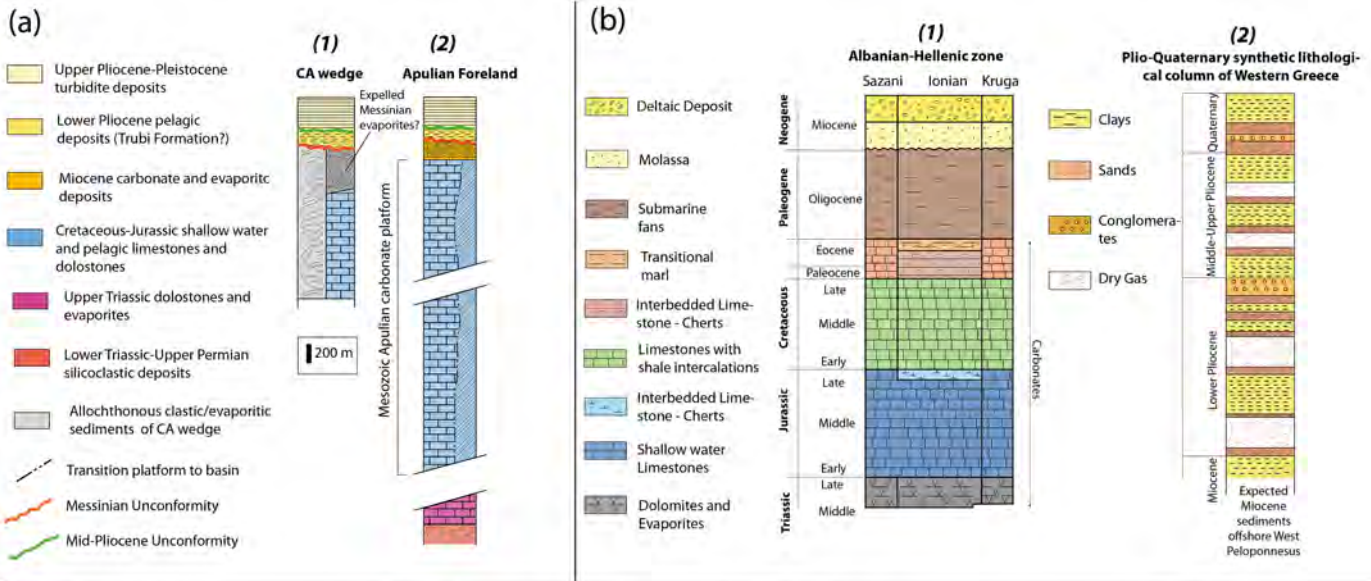 (a)
(1)
CA wedge
(2)
Apulian Foreland
Upper Pliocene-Pleistocene
turbidite deposits
Lower Pliocene pelagic
deposits (Trubi Formation?)
Miocene carbonate and evaporitc
deposits
Cretaceous-Jurassic shallow water
and pelagic limestones and
dolostones
Upper Triassic dolostones and
evaporites
Lower Triassic-Upper Permian
silicoclastic deposits
Allochthonous clastic/evaporitic
sediments of CA wedge
Transition platform to basin
Messinian Unconformity
Mid-Pliocene Unconformity
Expelled
Messinian
evaporites?
200 m
Mesozoic Apulian carbonate platform
(b)
(1)
Albanian-Hellenic zone
Sazani
Ionian
Kruga
Deltaic Deposit
Molassa
Submarine
fans
Transitional
marl
Interbedded Lime-
stone - Cherts
Limestones with
shale intercalations
Interbedded Lime-
stone - Cherts
Shallow water
Limestones
Dolomites and
Evaporites
Neogene
Miocene
Paleogene
Oligocene
Eocene
Paleocene
Cretaceous
Late
Middle
Early
Jurassic
Late
Middle
Early
Triassic
Late
Middle
Carbonates
(2)
Plio-Quaternary synthetic lithologi-
cal column of Western Greece
Clays
Sands
Conglomera-
tes
Dry Gas
Quaternary
Middle-Upper Pliocene
Lower Pliocene
Miocene
Expected
Miocene
sediments
offshore West
Peloponnesus